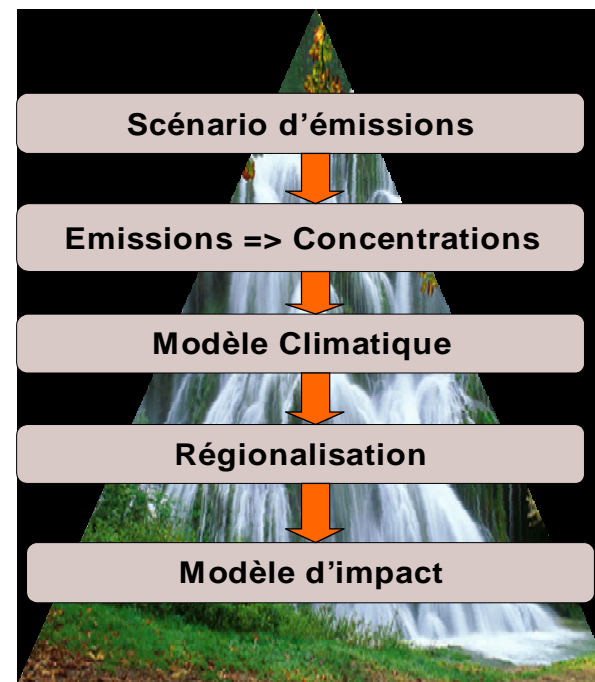 Scénario d’émissions
Emissions => Concentrations
Modèle Climatique
Régionalisation
Modèle d’impact